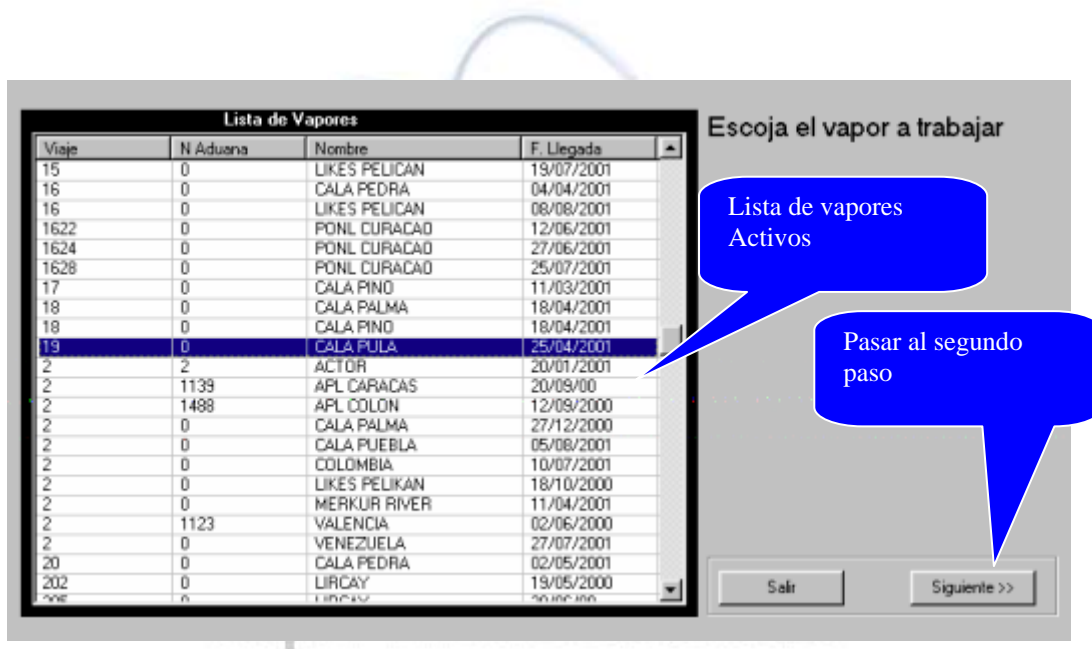 Lista de Vapores
Escoja el vapor a trabajar
Viaje N Aduana Nombre F. Llegada
15 0 LIKES PELICAN 19/07/2001
16 0 CALA PEDRA 04/04/2001
16 0 LIKES PELICAN 08/08/2001
1622 0 PONL CURACAO 12/06/2001
1624 0 PONL CURACAO 27/06/2001
1628 0 PONL CURACAO 25/07/2001
17 0 CALA PINO 11/03/2001
18 0 CALA PALMA 18/04/2001
18 0 CALA PINO 18/04/2001
19 0 CALA PULA 25/04/2001
2 2 ACTOR 20/01/2001
2 1139 APL CARACAS 20/09/00
2 1488 APL COLON 12/09/2000
2 0 CALA PALMA 27/12/2000
2 0 CALA PUEBLA 05/08/2001
2 0 COLOMBIA 10/07/2001
2 0 LIKES PELIKAN 18/10/2000
2 0 MERKUR RIVER 11/04/2001
2 1123 VALENCIA 02/06/2000
2 0 VENEZUELA 27/07/2001
20 0 CALA PEDRA 02/05/2001
202 0 LIRCAY 19/05/2000
Lista de vapores
Activos
Pasar al segundo
paso
Salir
Siguiente >>